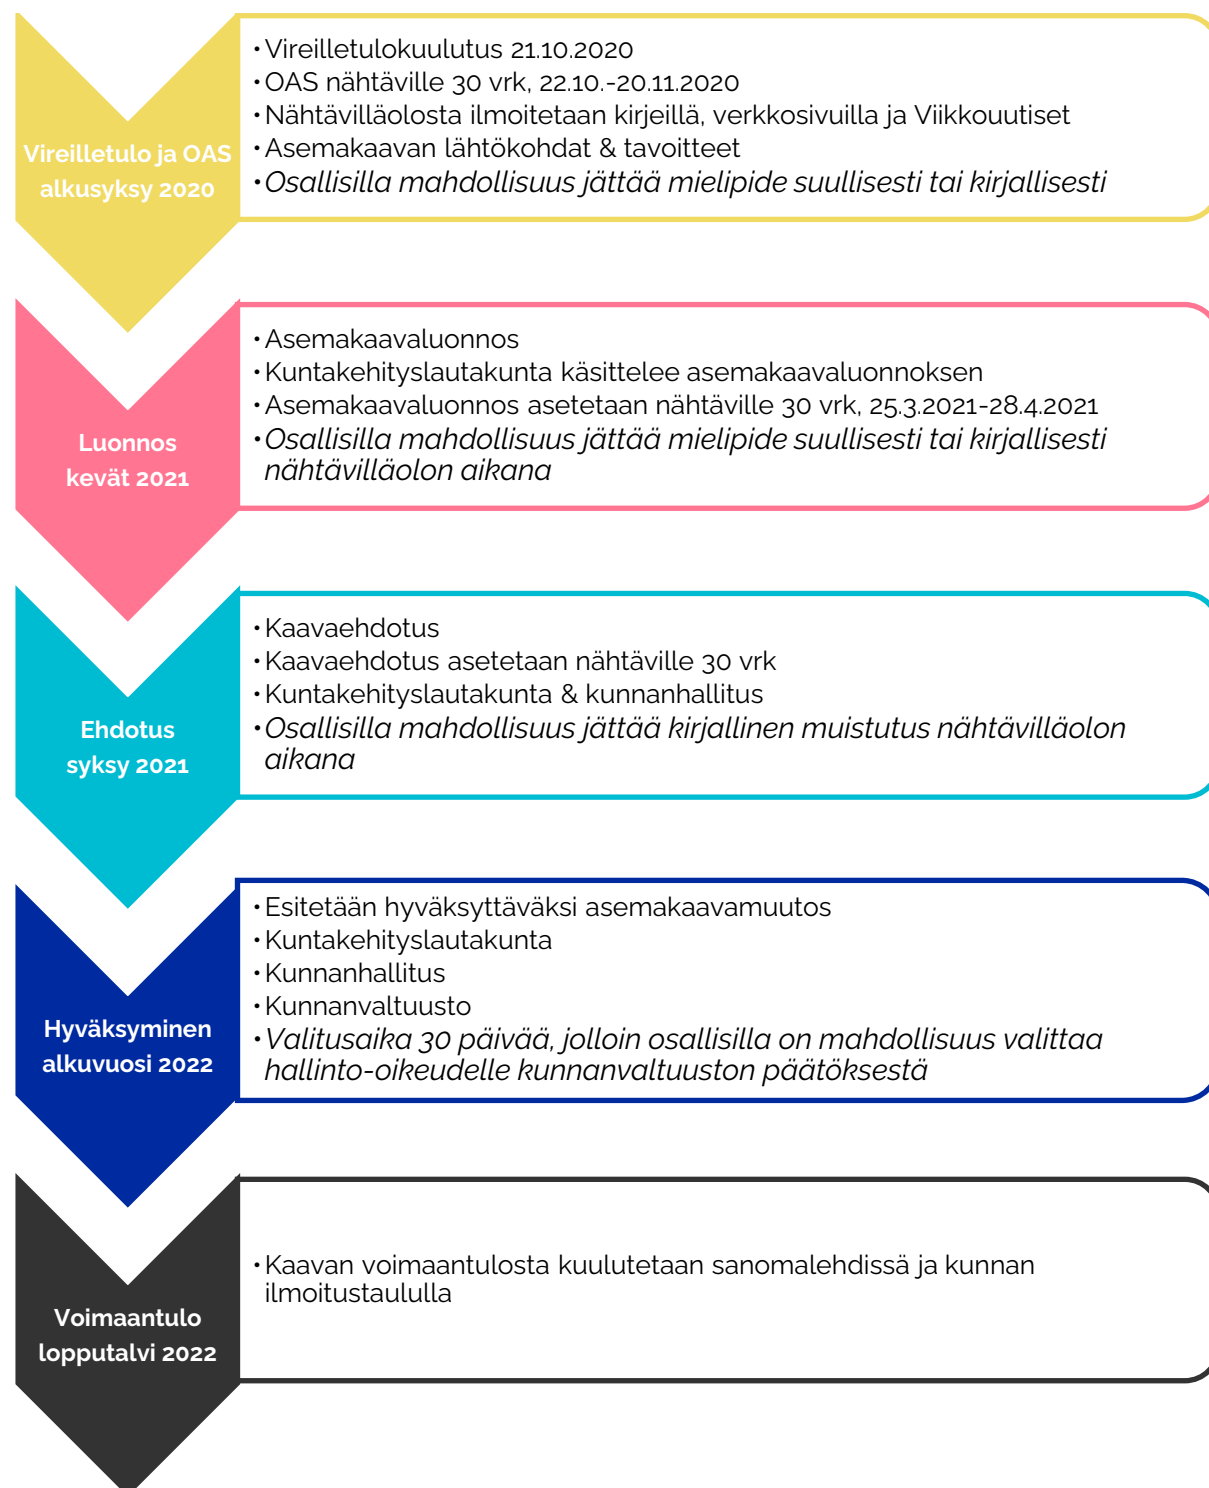 Vireilletulo ja OAS
alkusyksy 2020
• Vireilletulokuulutus 21.10.2020
• OAS nähtäville 30 vrk, 22.10.-20.11.2020
• Nähtävilläolosta ilmoitetaan kirjeillä, verkkosivuilla ja Viikkouutiset
• Asemakaavan lähtökohdat & tavoitteet
• Osallisilla mahdollisuus jättää mielipide suullisesti tai kirjallisesti
Luonnos
kevät 2021
• Asemakaavaluonnos
• Kuntakehityslautakunta käsittelee asemakaavaluonnoksen
• Asemakaavaluonnos asetetaan nähtäville 30 vrk, 25.3.2021-28.4.2021
• Osallisilla mahdollisuus jättää mielipide suullisesti tai kirjallisesti
nähtävilläolon aikana
Ehdotus
syksy 2021
• Kaavaehdotus
• Kaavaehdotus asetetaan nähtäville 30 vrk
• Kuntakehityslautakunta & kunnanhallitus
• Osallisilla mahdollisuus jättää kirjallinen muistutus nähtävilläolon
aikana
Hyväksyminen
alkuvuosi 2022
• Esitetään hyväksyttäväksi asemakaavamuutos
• Kuntakehityslautakunta
• Kunnanhallitus
• Kunnanvaltuusto
• Valitusaika 30 päivää, jolloin osallisilla on mahdollisuus valittaa
hallinto-oikeudelle kunnanvaltuuston päätöksestä
Voimaantulo
lopputalvi 2022
• Kaavan voimaantulosta kuulutetaan sanomalehdissä ja kunnan
ilmoitustaululla